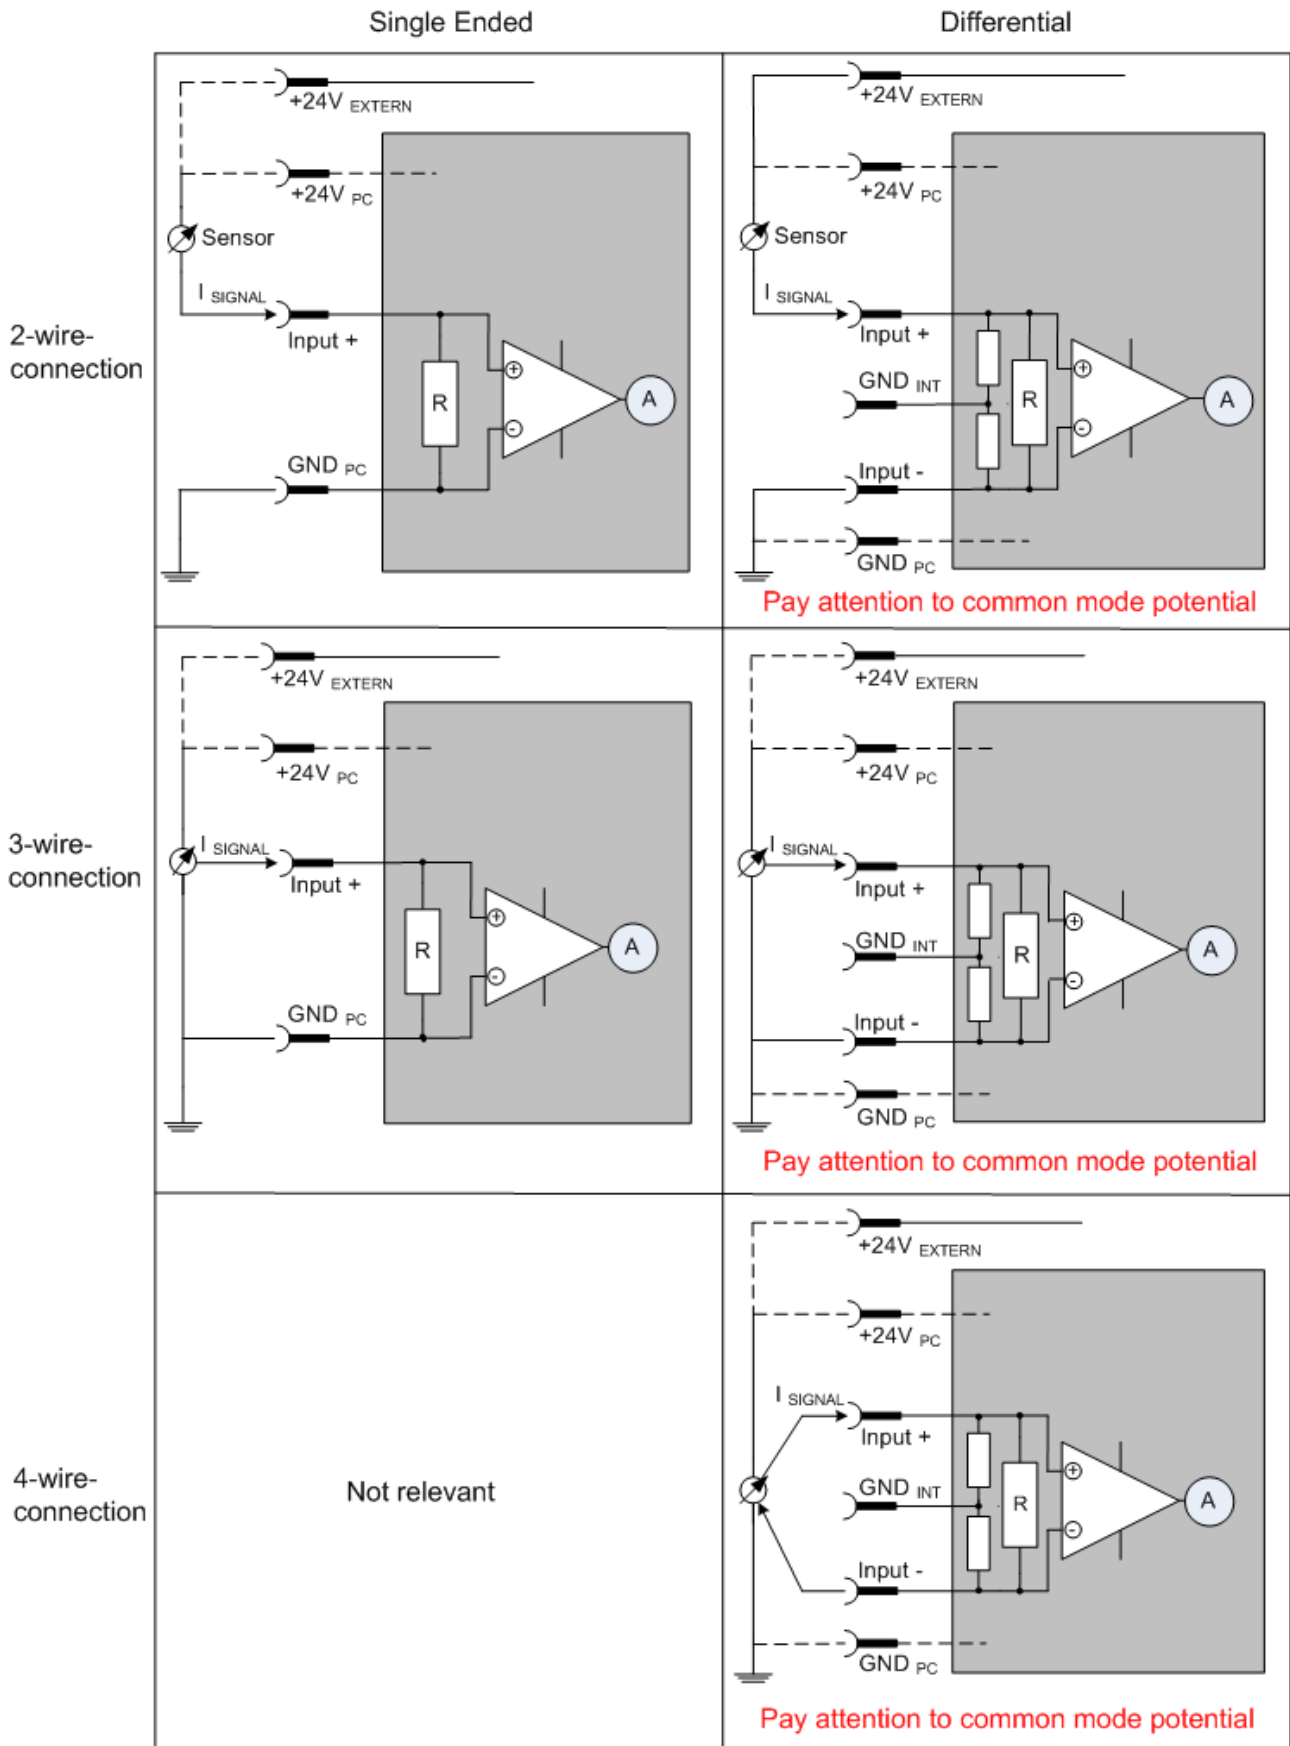 Single Ended
Differential
2-wire-
connection
+24V EXTERN
+24V PC
Sensor
I SIGNAL
Input +
R
+
-
A
GND PC
+24V EXTERN
+24V PC
Sensor
I SIGNAL
Input +
GND INT
R
+
-
A
Input -
GND PC
Pay attention to common mode potential
3-wire-
connection
+24V EXTERN
+24V PC
I SIGNAL
Input +
R
+
-
A
GND PC
+24V EXTERN
+24V PC
I SIGNAL
Input +
GND INT
R
+
-
A
Input -
GND PC
Pay attention to common mode potential
4-wire-
connection
Not relevant
+24V EXTERN
+24V PC
I SIGNAL
Input +
GND INT
R
+
-
A
Input -
GND PC
Pay attention to common mode potential